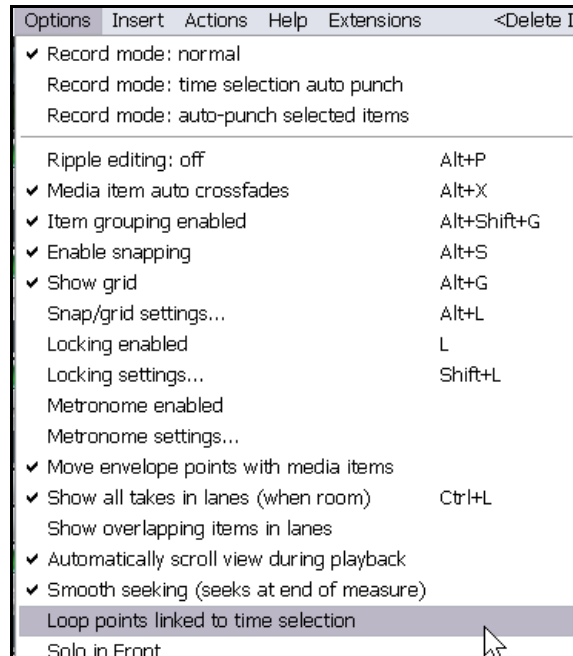 Options Insert Actions Help Extensions <Delete I
✔ Record mode: normal
Record mode: time selection auto punch
Record mode: auto-punch selected items
Ripple editing: off Alt+P
✔ Media item auto crossfades Alt+X
✔ Item grouping enabled Alt+Shift+G
✔ Enable snapping Alt+S
✔ Show grid Alt+G
Snap/grid settings... Alt+L
Locking enabled L
Locking settings... Shift+L
Metronome enabled
Metronome settings...
✔ Move envelope points with media items
✔ Show all takes in lanes (when room) Ctrl+L
Show overlapping items in lanes
✔ Automatically scroll view during playback
✔ Smooth seeking (seeks at end of measure)
Loop points linked to time selection
Solo in Front